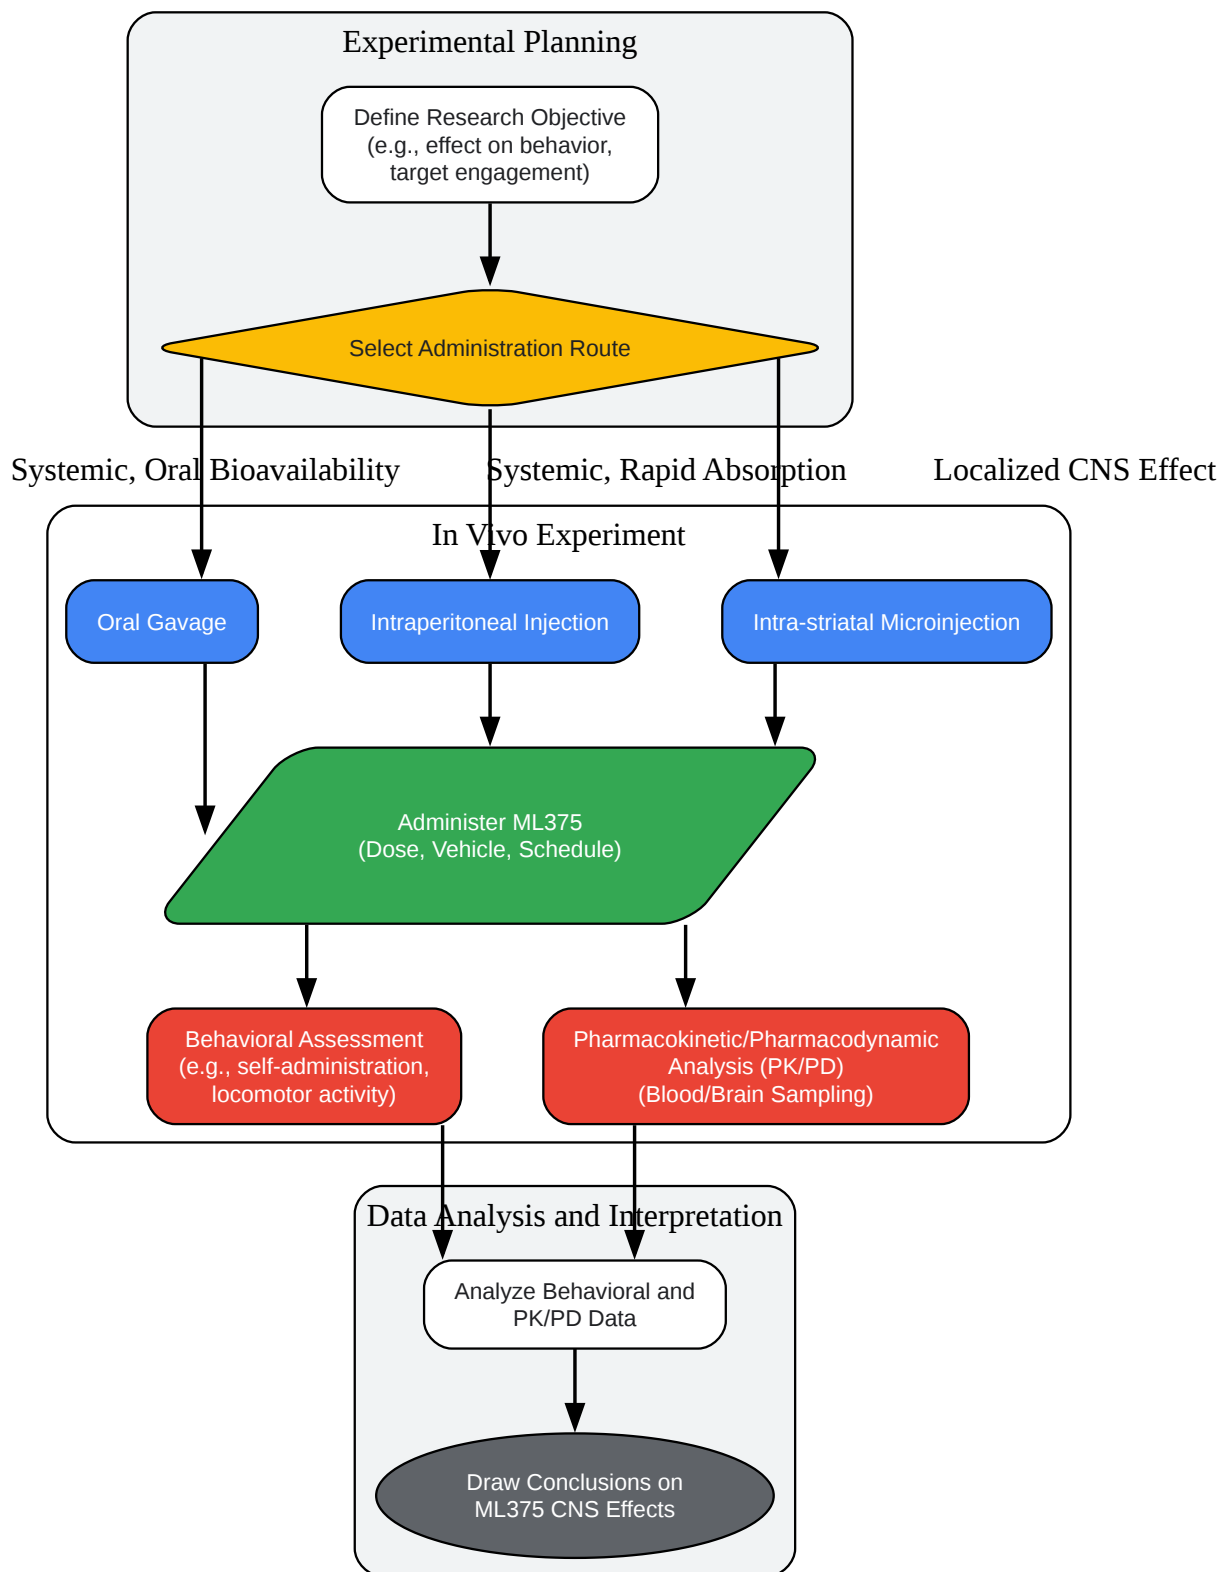 Experimental Planning
Define Research Objective
(e.g., effect on behavior,
target engagement)
Select Administration Route
Systemic, Oral Bioavailability
Systemic, Rapid Absorption
Localized CNS Effect
In Vivo Experiment
Oral Gavage
Intraperitoneal Injection
Intra-striatal Microinjection
Administer ML375
(Dose, Vehicle, Schedule)
Behavioral Assessment
(e.g., self-administration,
locomotor activity)
Pharmacokinetic/Pharmacodynamic
Analysis (PK/PD)
(Blood/Brain Sampling)
Data Analysis and Interpretation
Analyze Behavioral and
PK/PD Data
Draw Conclusions on
ML375 CNS Effects